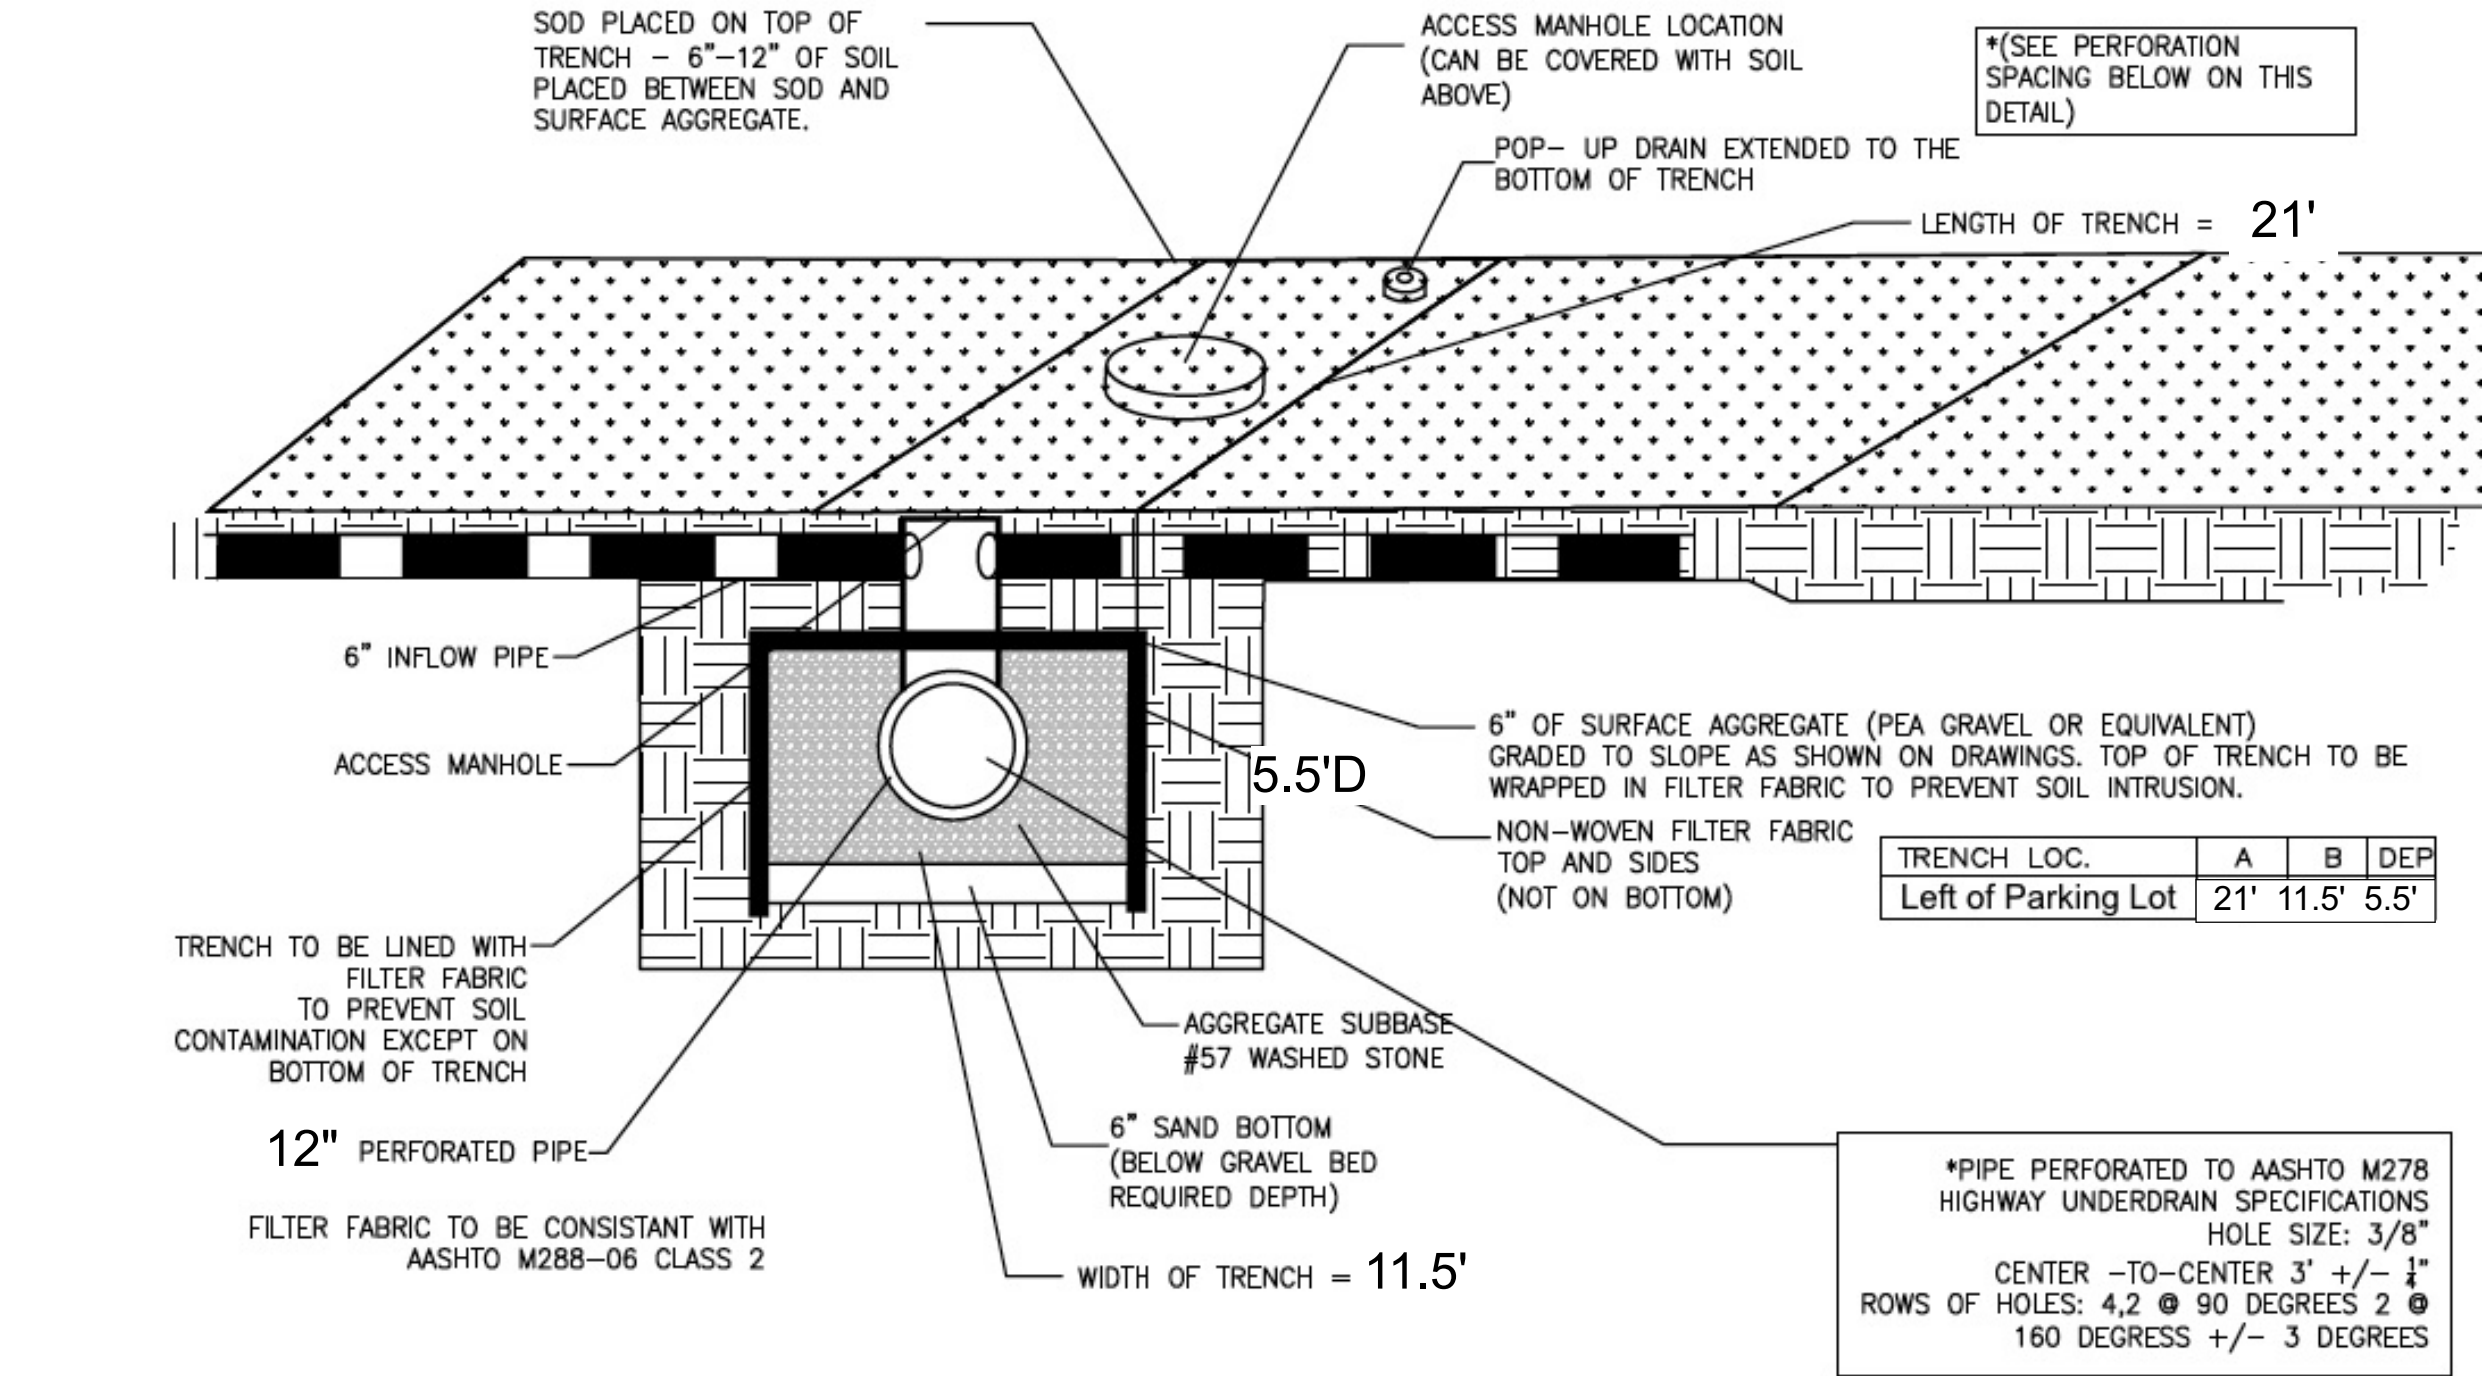 SOD PLACED ON TOP OF
TRENCH – 6"–12" OF SOIL
PLACED BETWEEN SOD AND
SURFACE AGGREGATE.
ACCESS MANHOLE LOCATION
(CAN BE COVERED WITH SOIL
ABOVE)
*(SEE PERFORATION
SPACING BELOW ON THIS
DETAIL)
POP– UP DRAIN EXTENDED TO THE
BOTTOM OF TRENCH
LENGTH OF TRENCH = 21'
6" INFLOW PIPE
ACCESS MANHOLE
5.5'D
6" OF SURFACE AGGREGATE (PEA GRAVEL OR EQUIVALENT)
GRADED TO SLOPE AS SHOWN ON DRAWINGS. TOP OF TRENCH TO BE
WRAPPED IN FILTER FABRIC TO PREVENT SOIL INTRUSION.
NON–WOVEN FILTER FABRIC
TOP AND SIDES
(NOT ON BOTTOM)
TRENCH LOC. A B DEP
Left of Parking Lot 21' 11.5' 5.5'
TRENCH TO BE LINED WITH
FILTER FABRIC
TO PREVENT SOIL
CONTAMINATION EXCEPT ON
BOTTOM OF TRENCH
AGGREGATE SUBBASE
#57 WASHED STONE
12" PERFORATED PIPE
6" SAND BOTTOM
(BELOW GRAVEL BED
REQUIRED DEPTH)
FILTER FABRIC TO BE CONSISTANT WITH
AASHTO M288–06 CLASS 2
WIDTH OF TRENCH = 11.5'
*PIPE PERFORATED TO AASHTO M278
HIGHWAY UNDERDRAIN SPECIFICATIONS
HOLE SIZE: 3/8"
CENTER –TO–CENTER 3' +/– 1/4"
ROWS OF HOLES: 4,2 @ 90 DEGREES 2 @
160 DEGRESS +/– 3 DEGREES